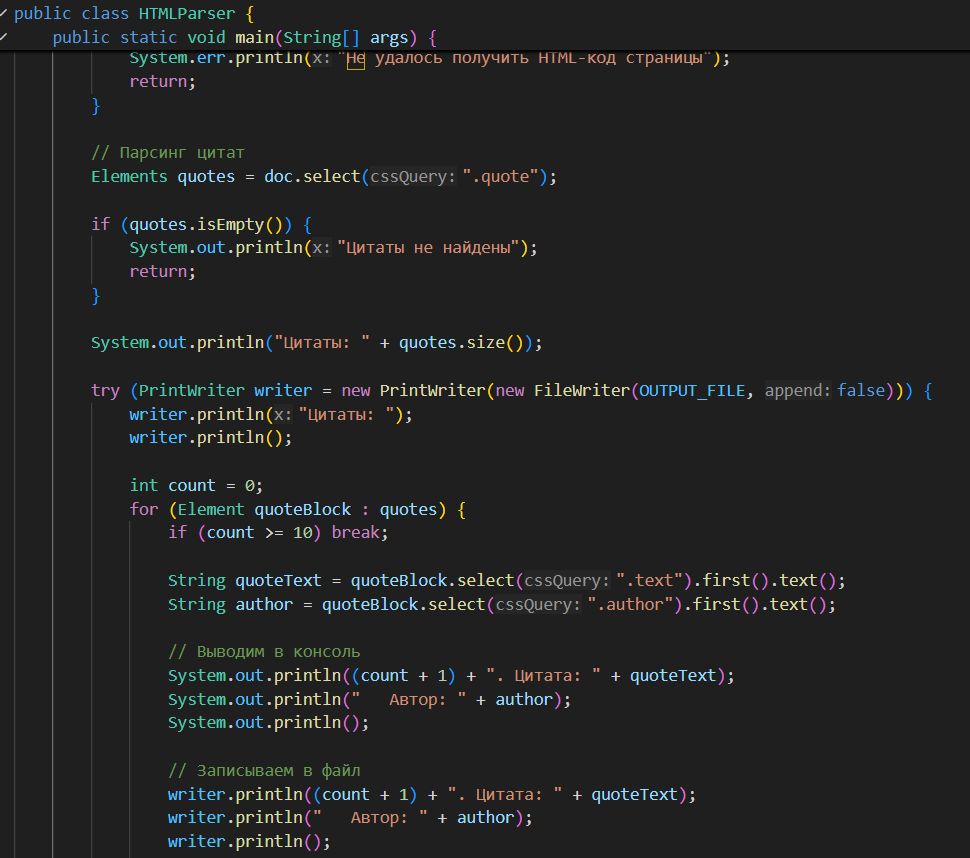 public class HTMLParser {
    public static void main(String[] args) {
            System.err.println(x: "Не удалось получить HTML-код страницы");
            return;
        }

        // Парсинг цитат
        Elements quotes = doc.select(cssQuery: ".quote");

        if (quotes.isEmpty()) {
            System.out.println(x: "Цитаты не найдены");
            return;
        }

        System.out.println("Цитаты: " + quotes.size());

        try (PrintWriter writer = new PrintWriter(new FileWriter(OUTPUT_FILE, append: false))) {
            writer.println(x: "Цитаты: ");
            writer.println();

            int count = 0;
            for (Element quoteBlock : quotes) {
                if (count >= 10) break;

                String quoteText = quoteBlock.select(cssQuery: ".text").first().text();
                String author = quoteBlock.select(cssQuery: ".author").first().text();

                // Выводим в консоль
                System.out.println((count + 1) + ". Цитата: " + quoteText);
                System.out.println("   Автор: " + author);
                System.out.println();

                // Записываем в файл
                writer.println((count + 1) + ". Цитата: " + quoteText);
                writer.println("   Автор: " + author);
                writer.println();